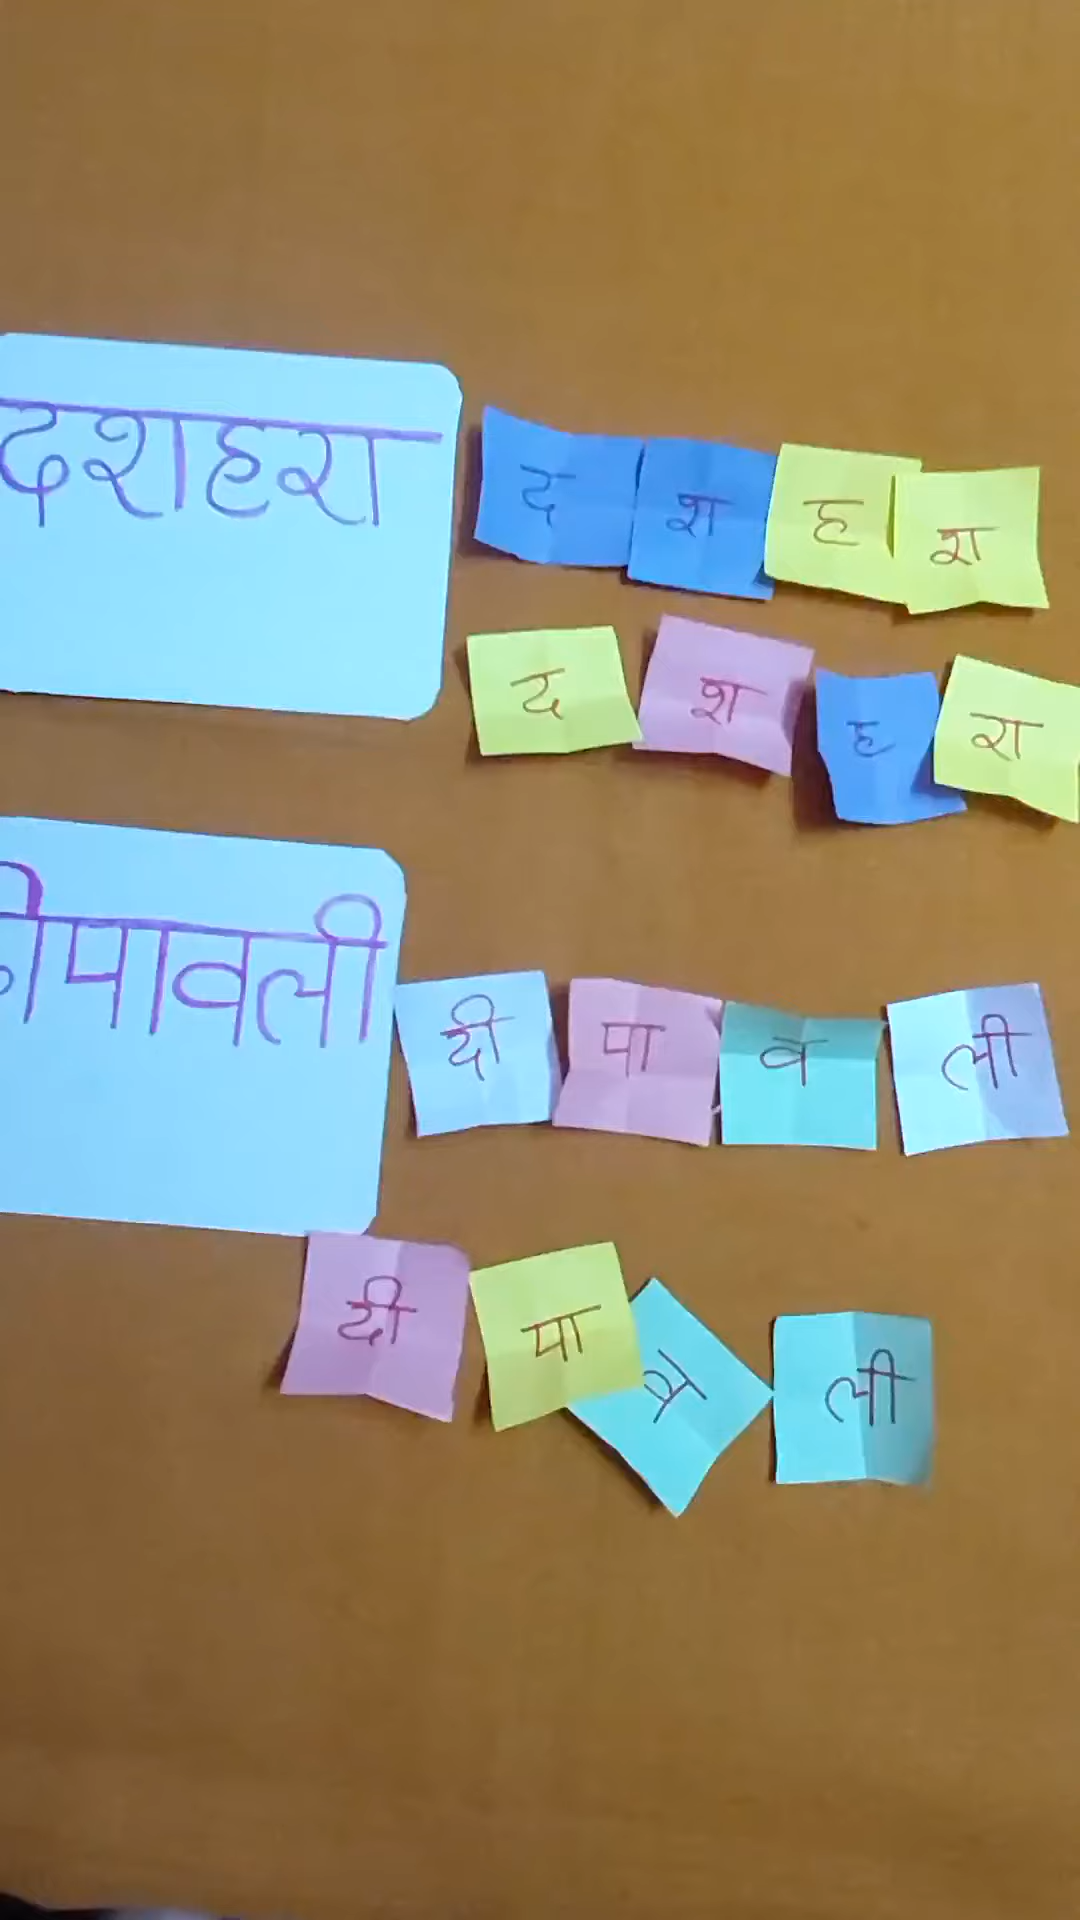 दशहरा
द श ह रा
द श ह रा
दीपावली
दी पा व ली
दी पा व ली